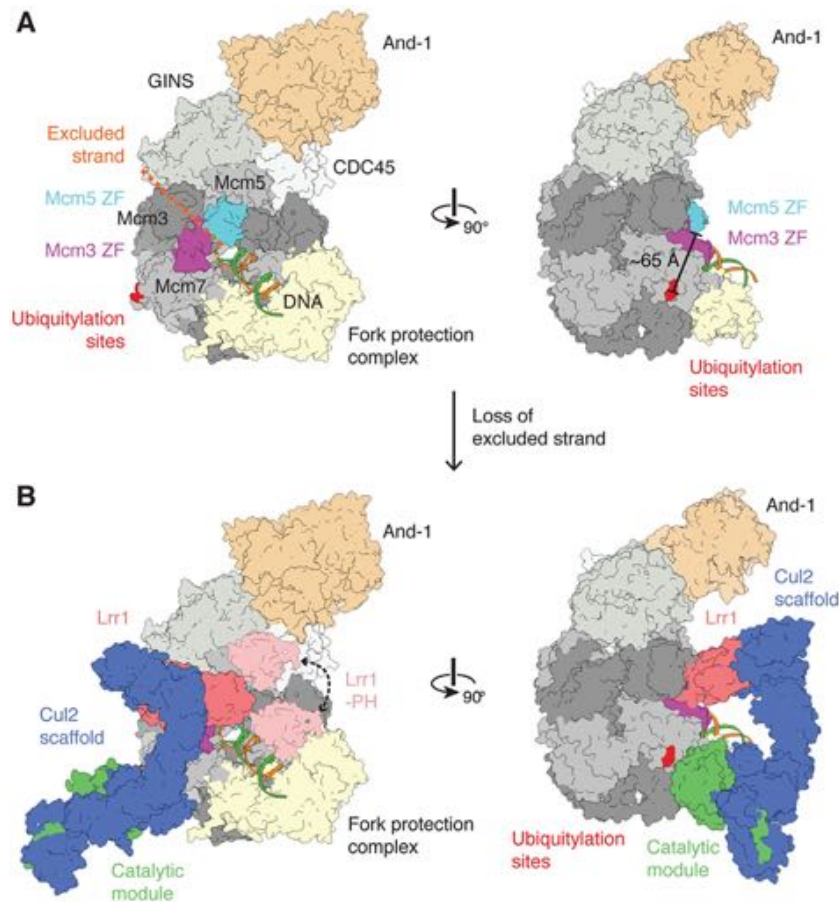 A
And-1
GINS
Excluded
strand
CDC45
Mcm5
Mcm5 ZF
Mcm3
Mcm3 ZF
Mcm7
DNA
Ubiquitylation
sites
Fork protection
complex
90°
And-1
Mcm5 ZF
Mcm3 ZF
~65 Å
Ubiquitylation
sites
Loss of
excluded strand
B
And-1
Lrr1
Lrr1
-PH
Cul2
scaffold
Fork protection
complex
Catalytic
module
90°
And-1
Cul2
scaffold
Lrr1
Ubiquitylation
sites
Catalytic
module